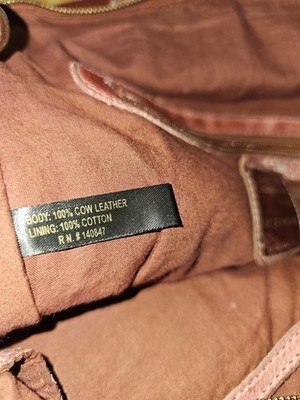 BODY: 100% COW LEATHER
LINING: 100% COTTON
R N. # 140847